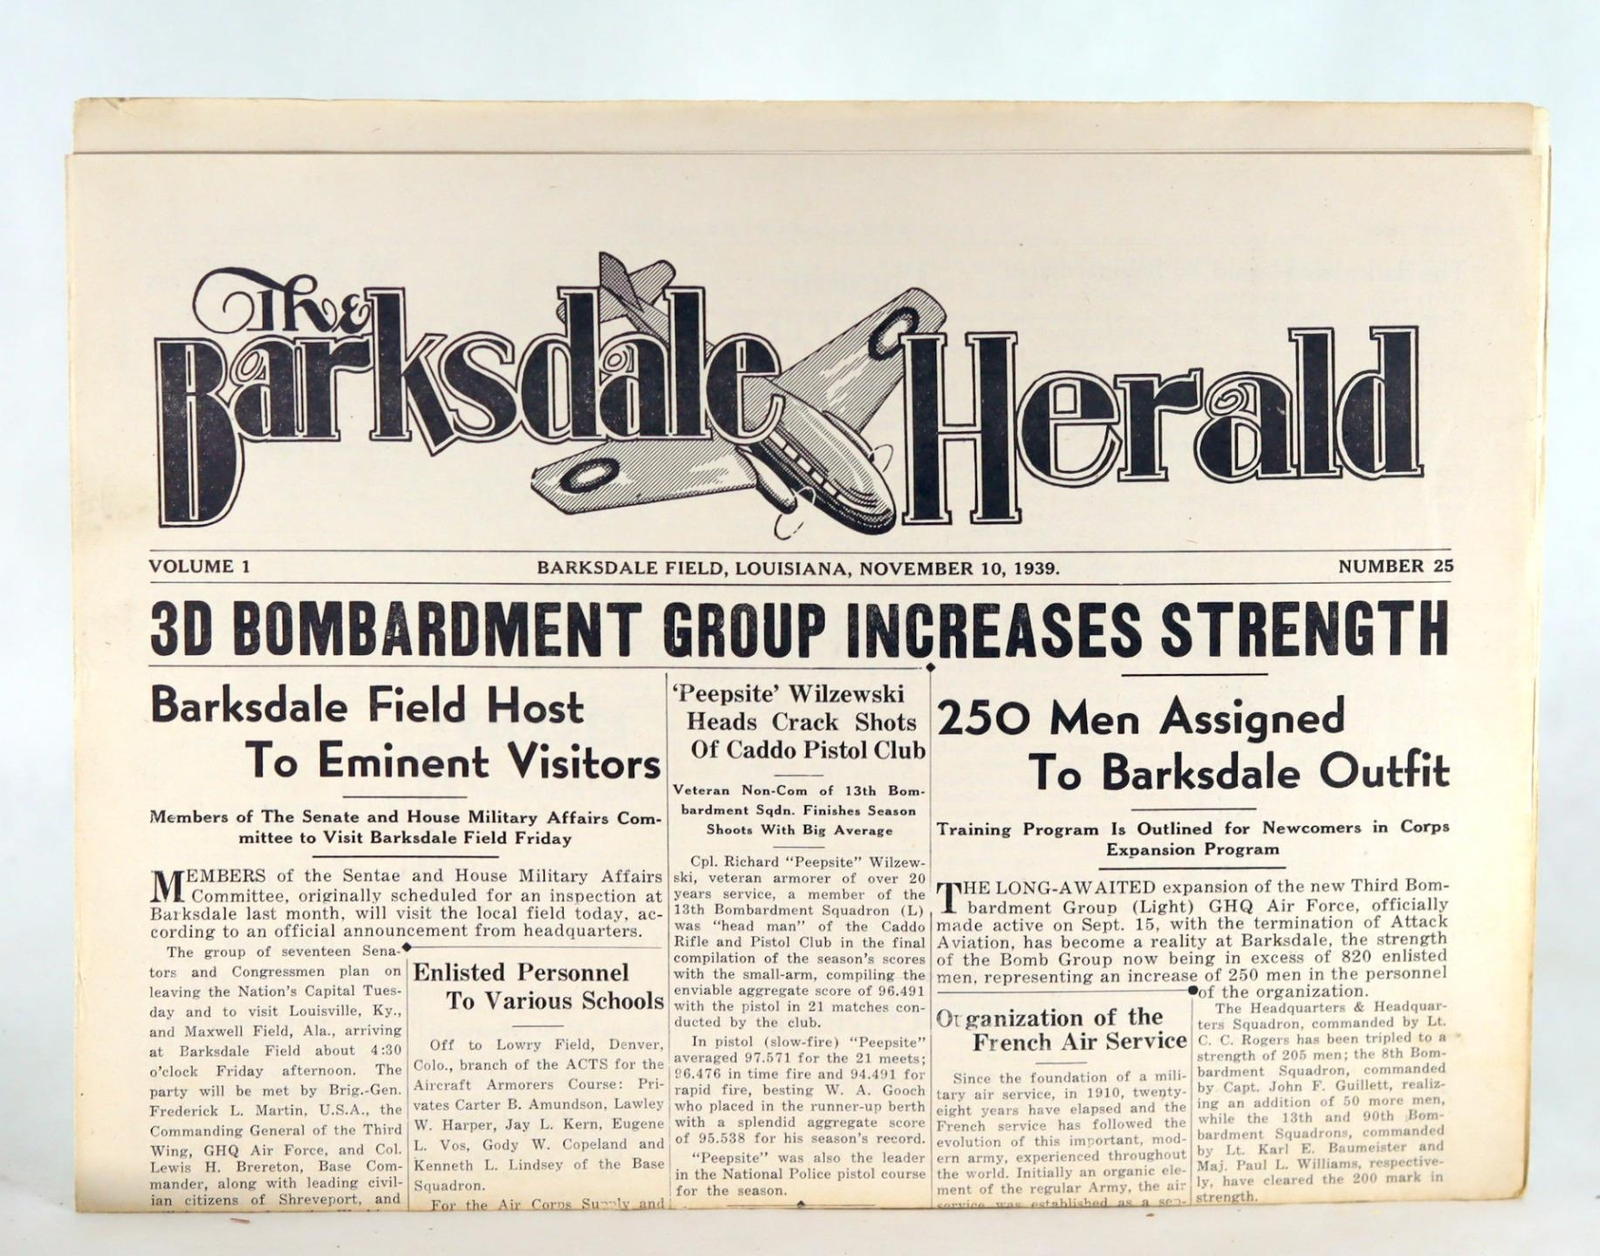 The
Barksdale Herald
VOLUME 1 BARKSDALE FIELD, LOUISIANA, NOVEMBER 10, 1939. NUMBER 25
3D BOMBARDMENT GROUP INCREASES STRENGTH
Barksdale Field Host
To Eminent Visitors
Members of The Senate and House Military Affairs Com-
mittee to Visit Barksdale Field Friday
MEMBERS of the Sentae and House Military Affairs
Committee, originally scheduled for an inspection at
Barksdale last month, will visit the local field today, ac-
cording to an official announcement from headquarters.
The group of seventeen Sena-
tors and Congressmen plan on
leaving the Nation's Capital Tues-
day and to visit Louisville, Ky.,
and Maxwell Field, Ala., arriving
at Barksdale Field about 4:30
o'clock Friday afternoon. The
party will be met by Brig.-Gen.
Frederick L. Martin, U.S.A., the
Commanding General of the Third
Wing, GHQ Air Force, and Col.
Lewis H. Brereton, Base Com-
mander, along with leading civil-
ian citizens of Shreveport, and
Enlisted Personnel
To Various Schools
Off to Lowry Field, Denver,
Colo., branch of the ACTS for the
Aircraft Armorers Course: Pri-
vates Carter B. Amundson, Lawley
W. Harper, Jay L. Kern, Eugene
L. Vos, Gody W. Copeland and
Kenneth L. Lindsey of the Base
Squadron.
For the Air Corps Supply and
'Peepsite' Wilzewski
Heads Crack Shots
Of Caddo Pistol Club
Veteran Non-Com of 13th Bom-
bardment Sqdn. Finishes Season
Shoots With Big Average
Cpl. Richard "Peepsite" Wilzew-
ski, veteran armorer of over 20
years service, a member of the
13th Bombardment Squadron (L)
was "head man" of the Caddo
Rifle and Pistol Club in the final
compilation of the season's scores
with the small-arm, compiling the
enviable aggregate score of 96.491
with the pistol in 21 matches con-
ducted by the club.
In pistol (slow-fire) "Peepsite"
averaged 97.571 for the 21 meets;
96.476 in time fire and 94.491 for
rapid fire, besting W. A. Gooch
who placed in the runner-up berth
with a splendid aggregate score
of 95.538 for his season's record.
"Peepsite" was also the leader
in the National Police pistol course
for the season.
250 Men Assigned
To Barksdale Outfit
Training Program Is Outlined for Newcomers in Corps
Expansion Program
THE LONG-AWAITED expansion of the new Third Bom-
bardment Group (Light) GHQ Air Force, officially
made active on Sept. 15, with the termination of Attack
Aviation, has become a reality at Barksdale, the strength
of the Bomb Group now being in excess of 820 enlisted
men, representing an increase of 250 men in the personnel
of the organization.
Organization of the
French Air Service
Since the foundation of a mili-
tary air service, in 1910, twenty-
eight years have elapsed and the
French service has followed the
evolution of this important, mod-
ern army, experienced throughout
the world. Initially an organic ele-
ment of the regular Army, the air
service was established as a sep-
The Headquarters & Headquar-
ters Squadron, commanded by Lt.
C. C. Rogers has been tripled to a
strength of 205 men; the 8th Bom-
bardment Squadron, commanded
by Capt. John F. Guillett, realiz-
ing an addition of 50 more men,
while the 13th and 90th Bom-
bardment Squadrons, commanded
by Lt. Karl E. Baumeister and
Maj. Paul L. Williams, respective-
ly, have cleared the 200 mark in
strength.